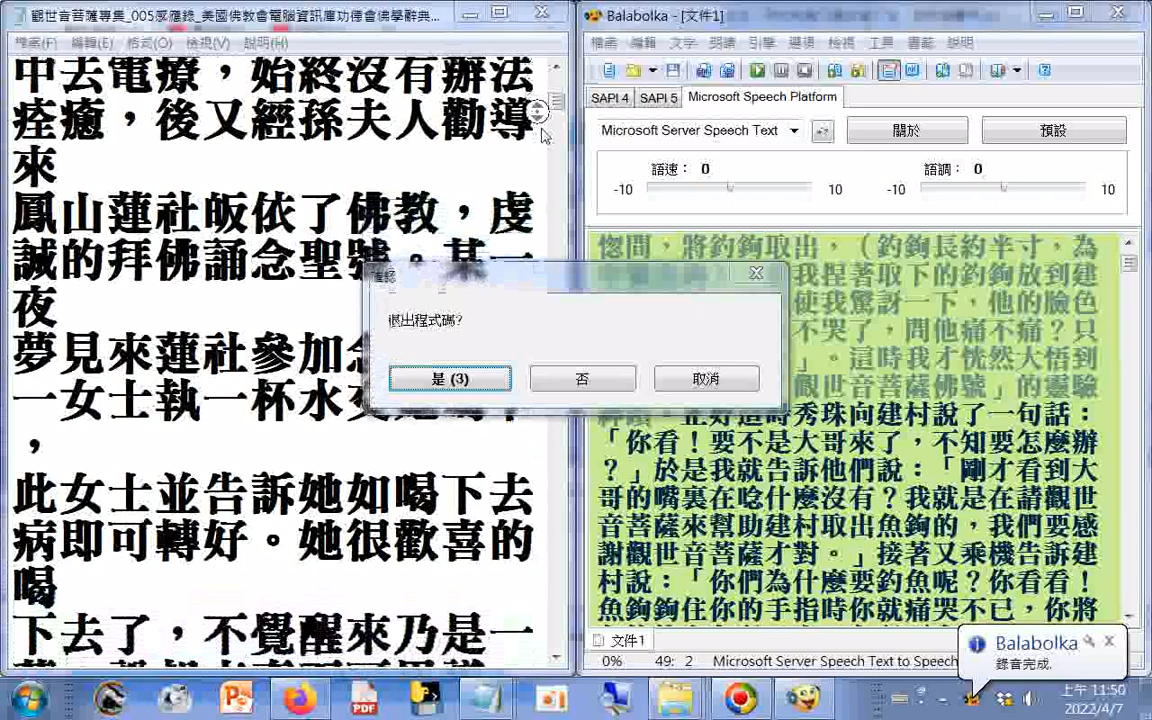 觀世音菩薩專集_005感應錄_美國佛教會電腦資訊庫功德會佛學辭典...
檔案(F) 編輯(E) 格式(O) 檢視(V) 說明(H)
中去電療，始終沒有辦法
痊癒，後又經孫夫人勸導
來
鳳山蓮社皈依了佛教，虔
誠的拜佛誦念聖號。某一
夜
夢見來蓮社參加念
一女士執一杯水
，
此女士並告訴她如喝下去
病即可轉好。她很歡喜的
喝
下去了，不覺醒來乃是一
Balabolka - [文件1]
檔案 編輯 文字 朗讀 引擎 選項 檢視 工具 書籤 說明
SAPI 4 SAPI 5 Microsoft Speech Platform
Microsoft Server Speech Text 關於 預設
語速： 0 語調： 0
-10 10 -10 10
惚間，將釣鉤取出，（釣鉤長約半寸，為
我捏著取下的釣鉤放到建
使我驚訝一下，他的臉色
不哭了，問他痛不痛？只
」。這時我才恍然大悟到
觀世音菩薩佛號」的靈驗
正好這時秀珠向建村說了一句話：
「你看！要不是大哥來了，不知要怎麼辦
？」於是我就告訴他們說：「剛才看到大
哥的嘴裏在唸什麼沒有？我就是在請觀世
音菩薩來幫助建村取出魚鉤的，我們要感
謝觀世音菩薩才對。」接著又乘機告訴建
村說：「你們為什麼要釣魚呢？你看看！
魚鉤鉤住你的手指時你就痛哭不已，你將
文件1
0% 49: 2 Microsoft Server Speech Text to Speech
退出程式碼?
是 (3) 否 取消
Balabolka
錄音完成.
上午 11:50
2022/4/7